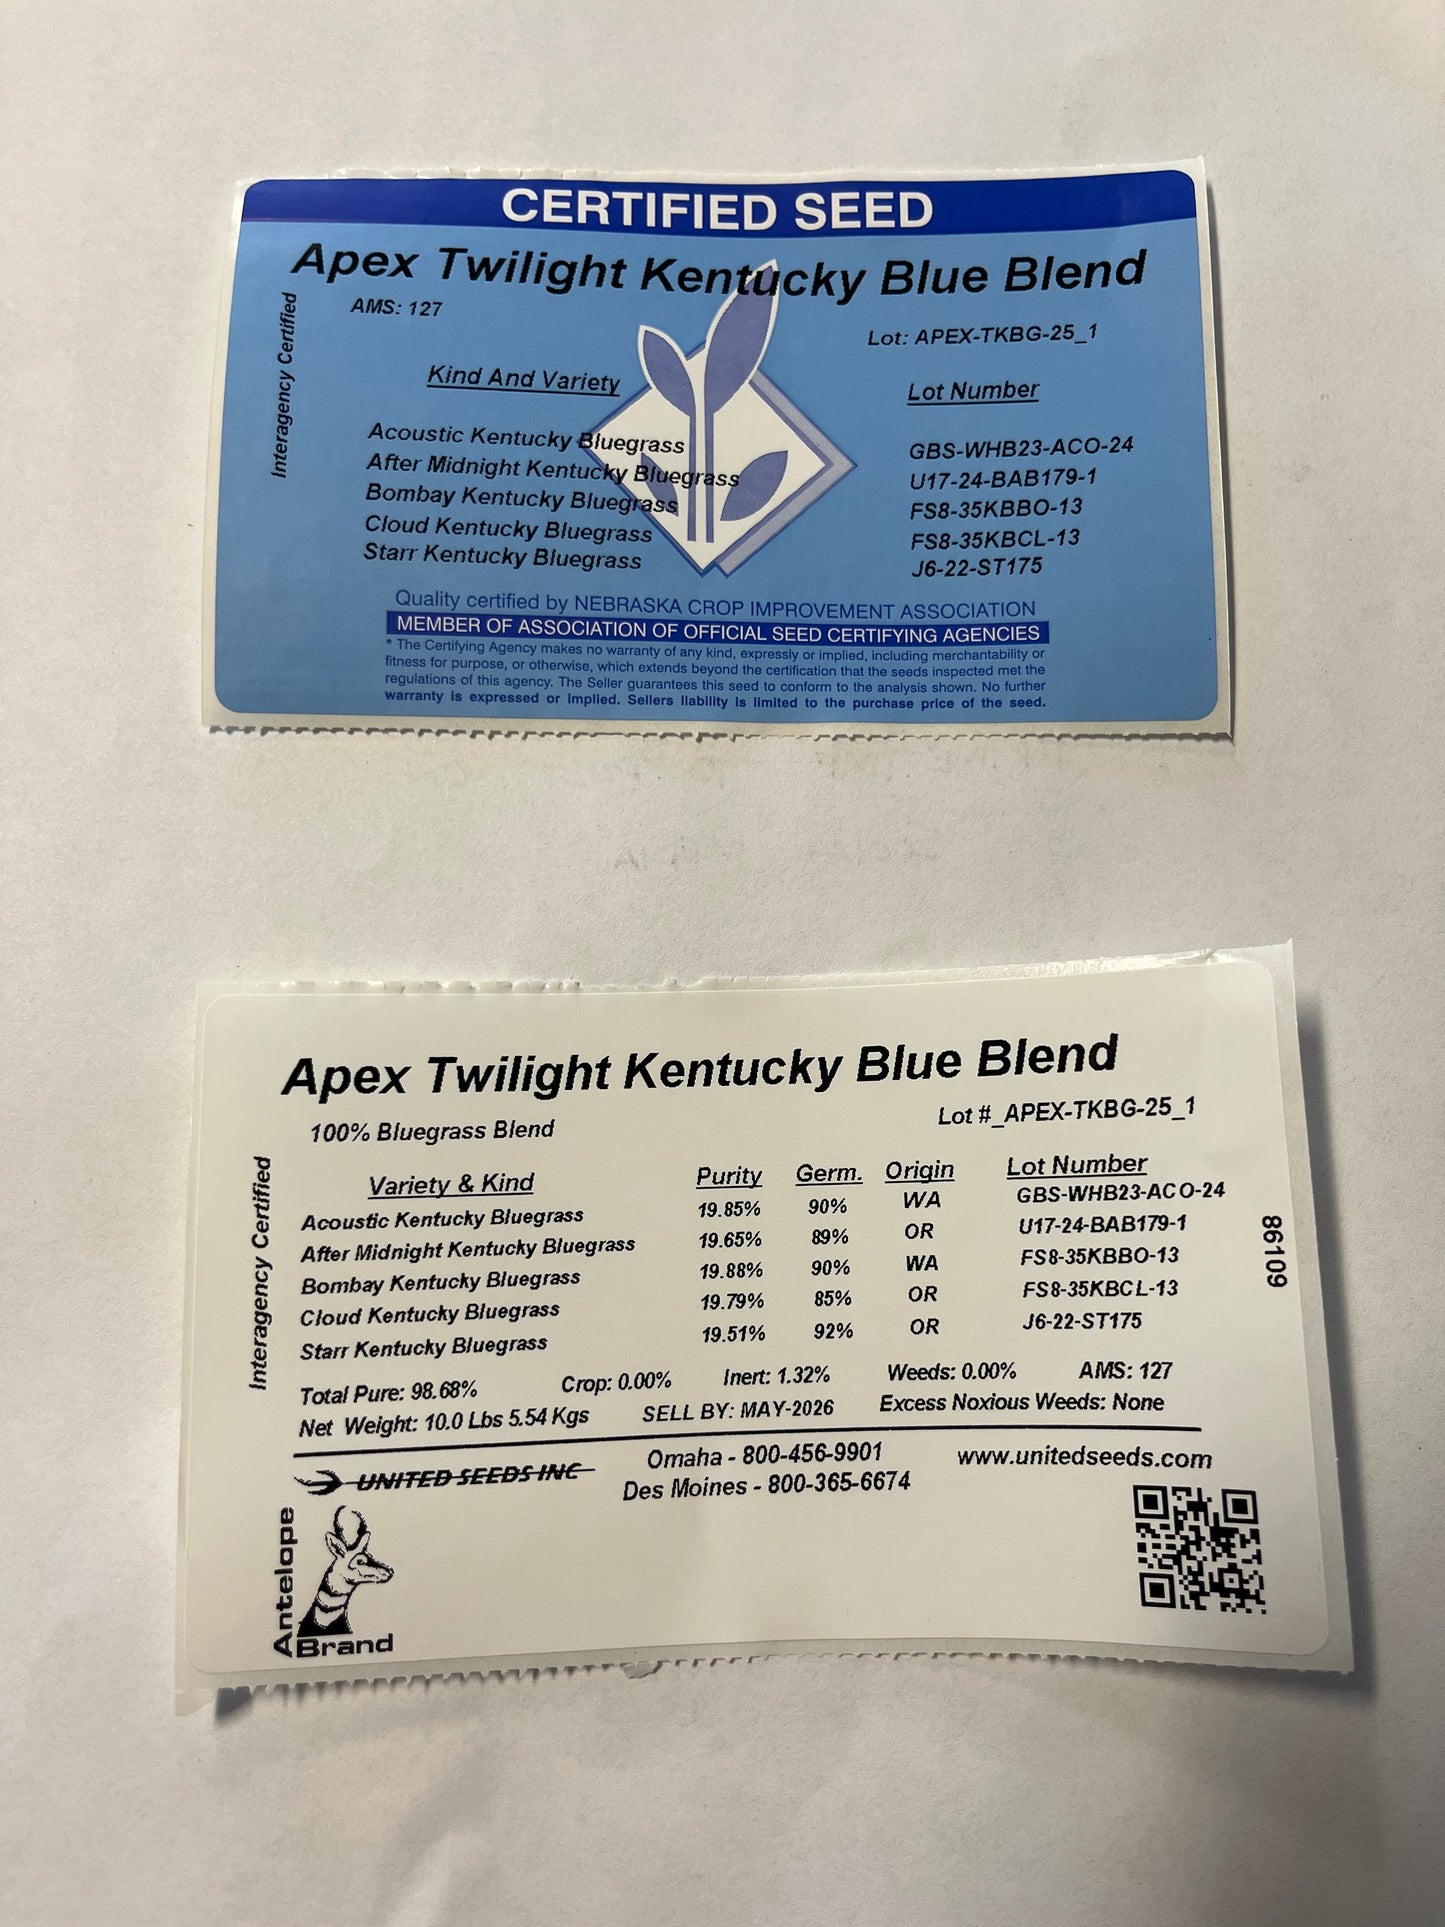 CERTIFIED SEED
Apex Twilight Kentucky Blue Blend
AMS: 127
Lot: APEX-TKBG-25_1
Interagency Certified
Kind And Variety Lot Number
Acoustic Kentucky Bluegrass GBS-WHB23-ACO-24
After Midnight Kentucky Bluegrass U17-24-BAB179-1
Bombay Kentucky Bluegrass FS8-35KBBO-13
Cloud Kentucky Bluegrass FS8-35KBCL-13
Starr Kentucky Bluegrass J6-22-ST175
Quality certified by NEBRASKA CROP IMPROVEMENT ASSOCIATION
MEMBER OF ASSOCIATION OF OFFICIAL SEED CERTIFYING AGENCIES
* The Certifying Agency makes no warranty of any kind, expressly or implied, including merchantability or
fitness for purpose, or otherwise, which extends beyond the certification that the seeds inspected met the
regulations of this agency. The Seller guarantees this seed to conform to the analysis shown. No further
warranty is expressed or implied. Sellers liability is limited to the purchase price of the seed.
Apex Twilight Kentucky Blue Blend
100% Bluegrass Blend Lot #_APEX-TKBG-25_1
Interagency Certified
Variety & Kind Purity Germ. Origin Lot Number
Acoustic Kentucky Bluegrass 19.85% 90% WA GBS-WHB23-ACO-24
After Midnight Kentucky Bluegrass 19.65% 89% OR U17-24-BAB179-1
Bombay Kentucky Bluegrass 19.88% 90% WA FS8-35KBBO-13
Cloud Kentucky Bluegrass 19.79% 85% OR FS8-35KBCL-13
Starr Kentucky Bluegrass 19.51% 92% OR J6-22-ST175
86109
Total Pure: 98.68% Crop: 0.00% Inert: 1.32% Weeds: 0.00% AMS: 127
Net Weight: 10.0 Lbs 5.54 Kgs SELL BY: MAY-2026 Excess Noxious Weeds: None
UNITED SEEDS INC Omaha - 800-456-9901 www.unitedseeds.com
Des Moines - 800-365-6674
Antelope
Brand